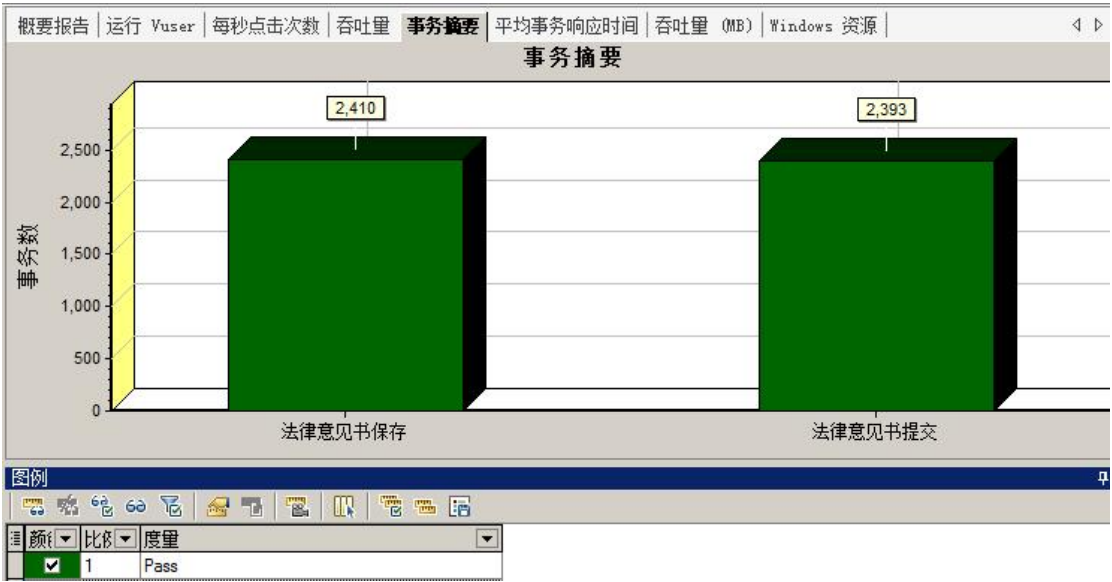 概要报告 运行 Vuser 每秒点击次数 吞吐量 事务摘要 平均事务响应时间 吞吐量 (MB) Windows 资源
事务摘要
2,410
2,393
2,500
2,000
1,500
1,000
500
0
事务数
法律意见书保存
法律意见书提交
图例
比例 度量
1 Pass